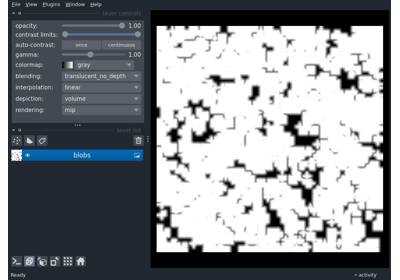 File View Plugins Window Help
layer controls
opacity: 1.00
contrast limits:
auto-contrast: once continuous
gamma: 1.00
colormap: gray
blending: translucent_no_depth
interpolation: linear
depiction: volume
rendering: mip
layer list
blobs
Ready activity